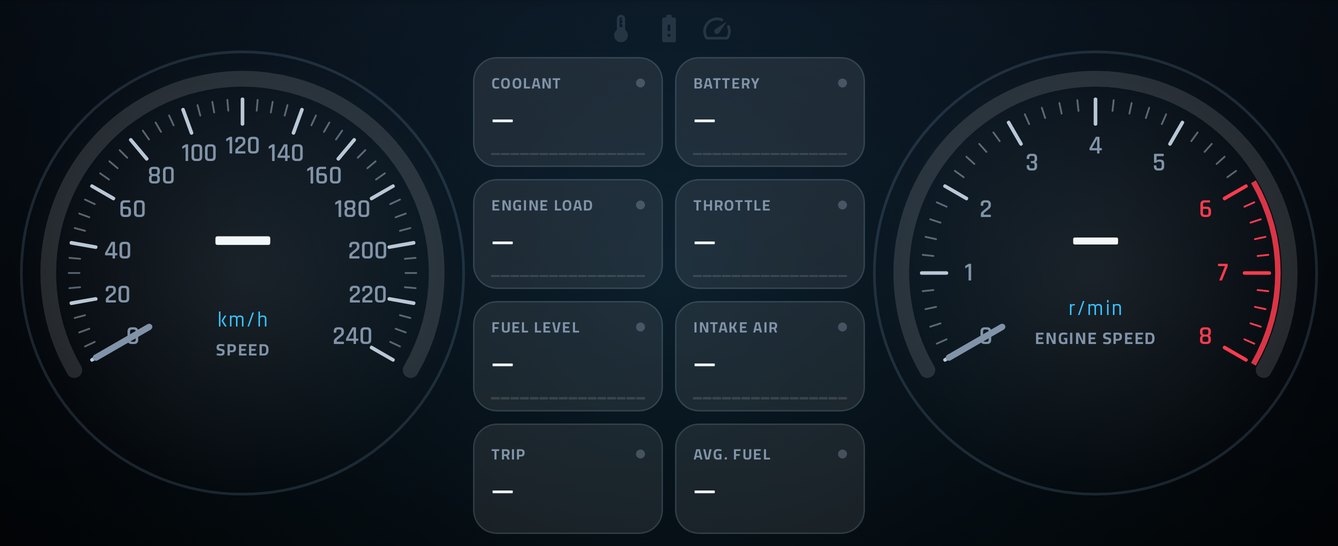 COOLANT
—
BATTERY
—
ENGINE LOAD
—
THROTTLE
—
FUEL LEVEL
—
INTAKE AIR
—
TRIP
—
AVG. FUEL
—
0
20
40
60
80
100
120
140
160
180
200
220
240
—
km/h
SPEED
0
1
2
3
4
5
6
7
8
—
r/min
ENGINE SPEED